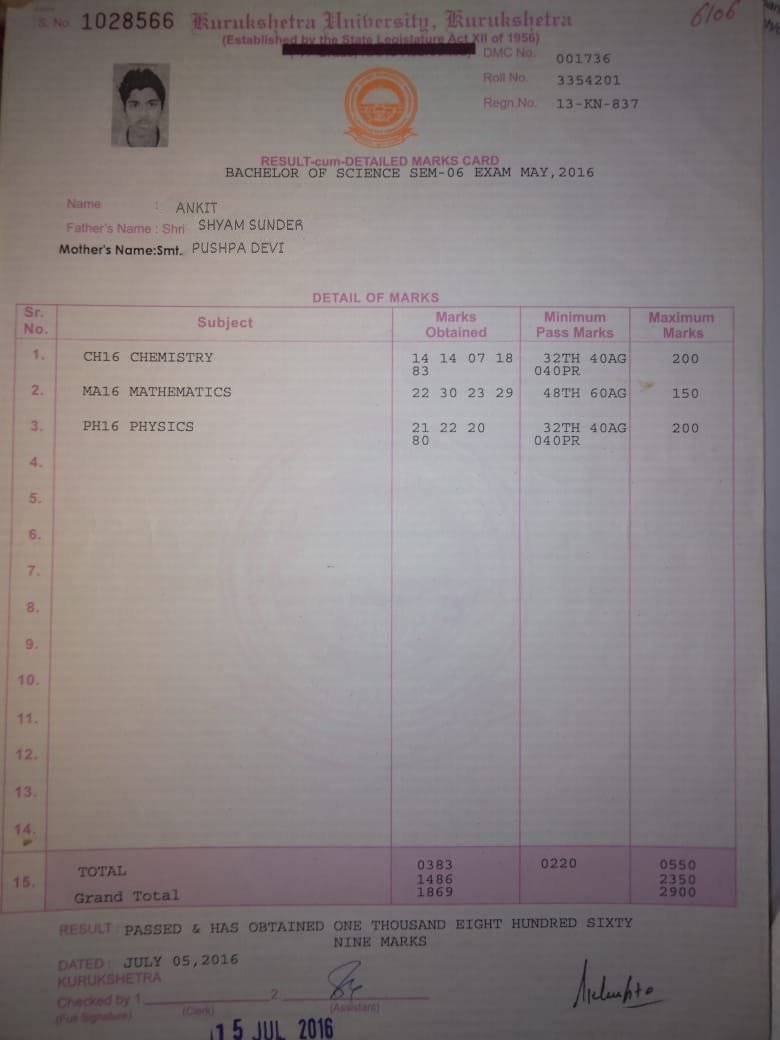 S. No. 1028566 Kurukshetra University, Kurukshetra 6106
(Established by the State Legislature Act XII of 1956)
DMC No. 001736
Roll No. 3354201
Regn.No. 13-KN-837
RESULT-cum-DETAILED MARKS CARD
BACHELOR OF SCIENCE SEM-06 EXAM MAY,2016
Name : ANKIT
Father's Name : Shri SHYAM SUNDER
Mother's Name:Smt. PUSHPA DEVI
DETAIL OF MARKS
Sr. No. Subject Marks Obtained Minimum Pass Marks Maximum Marks
1. CH16 CHEMISTRY 14 14 07 18 32TH 40AG 200
83 040PR
2. MA16 MATHEMATICS 22 30 23 29 48TH 60AG 150
3. PH16 PHYSICS 21 22 20 32TH 40AG 200
80 040PR
4.
5.
6.
7.
8.
9.
10.
11.
12.
13.
14.
15. TOTAL 0383 0220 0550
1486 2350
Grand Total 1869 2900
RESULT : PASSED & HAS OBTAINED ONE THOUSAND EIGHT HUNDRED SIXTY
NINE MARKS
DATED : JULY 05,2016
KURUKSHETRA
Checked by 1. 2.
(Full Signature) (Clerk) (Assistant)
15 JUL 2016